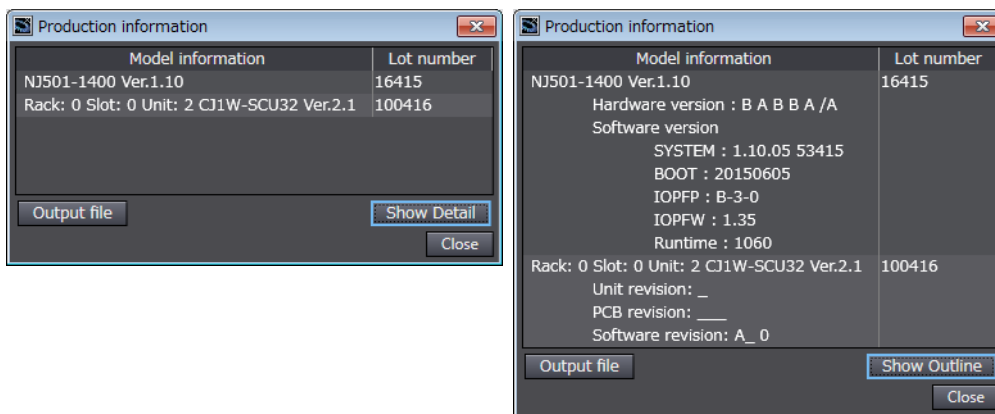 Production information
Model information Lot number
NJ501-1400 Ver.1.10 16415
Rack: 0 Slot: 0 Unit: 2 CJ1W-SCU32 Ver.2.1 100416
Output file Show Detail
Close
Production information
Model information Lot number
NJ501-1400 Ver.1.10 16415
Hardware version : B A B B A /A
Software version
SYSTEM : 1.10.05 53415
BOOT : 20150605
IOPFP : B-3-0
IOPFW : 1.35
Runtime : 1060
Rack: 0 Slot: 0 Unit: 2 CJ1W-SCU32 Ver.2.1 100416
Unit revision: _
PCB revision: ___
Software revision: A_ 0
Output file Show Outline
Close